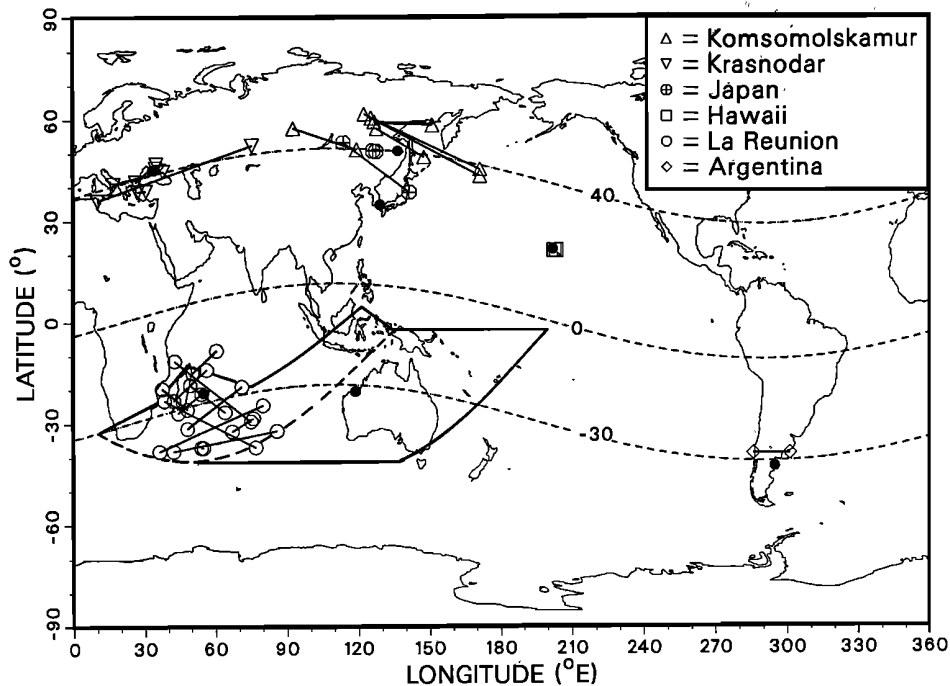 90
60
30
0
-30
-60
-90
LATITUDE (°)
△ = Komsomolskamur
▽ = Krasnodar
⊕ = Japan
□ = Hawaii
○ = La Reunion
◇ = Argentina
40
0
-30
0 30 60 90 120 150 180 210 240 270 300 330 360
LONGITUDE (°E)